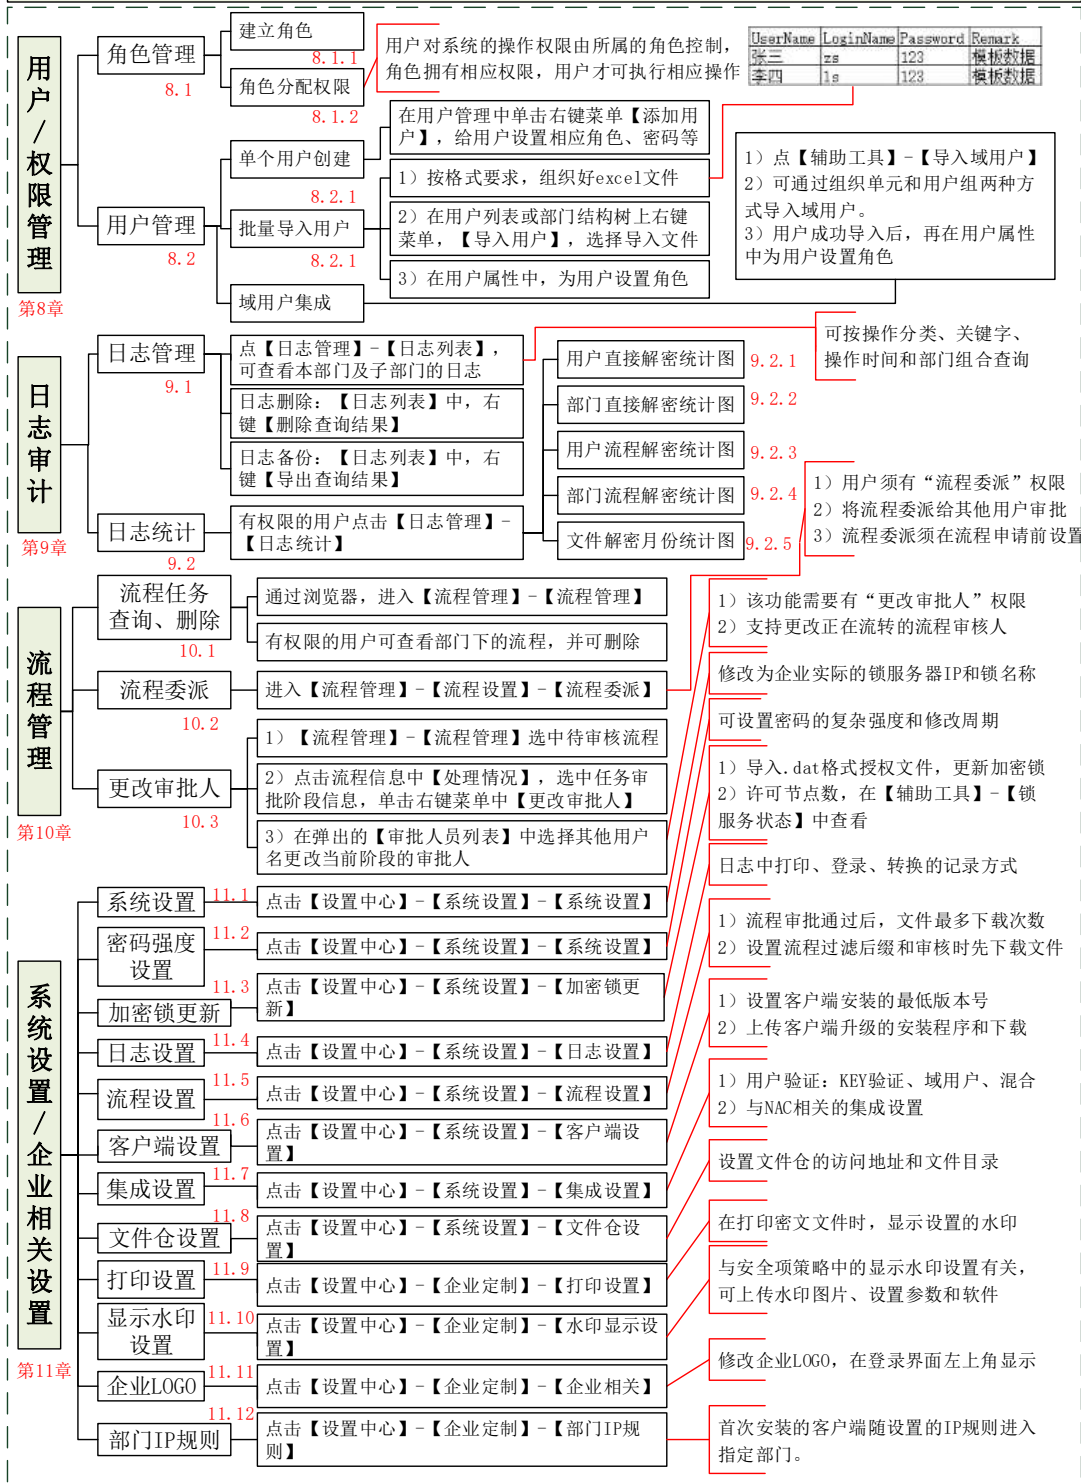 用户/权限管理
第8章
角色管理
8.1
建立角色
8.1.1
角色分配权限
8.1.2
用户对系统的操作权限由所属的角色控制，
角色拥有相应权限，用户才可执行相应操作
UserName LoginName Password Remark
张三 zs 123 模板数据
李四 ls 123 模板数据
用户管理
8.2
单个用户创建
8.2.1
在用户管理中单击右键菜单【添加用
户】，给用户设置相应角色、密码等
批量导入用户
8.2.1
1）按格式要求，组织好excel文件
2）在用户列表或部门结构树上右键
菜单，【导入用户】，选择导入文件
3）在用户属性中，为用户设置角色
域用户集成
1）点【辅助工具】-【导入域用户】
2）可通过组织单元和用户组两种方
式导入域用户。
3）用户成功导入后，再在用户属性
中为用户设置角色
日志审计
第9章
日志管理
9.1
点【日志管理】-【日志列表】，
可查看本部门及子部门的日志
日志删除：【日志列表】中，右
键【删除查询结果】
日志备份：【日志列表】中，右
键【导出查询结果】
可按操作分类、关键字、
操作时间和部门组合查询
日志统计
9.2
有权限的用户点击【日志管理】-
【日志统计】
用户直接解密统计图
9.2.1
部门直接解密统计图
9.2.2
用户流程解密统计图
9.2.3
部门流程解密统计图
9.2.4
文件解密月份统计图
9.2.5
流程管理
第10章
流程任务
查询、删除
10.1
通过浏览器，进入【流程管理】-【流程管理】
有权限的用户可查看部门下的流程，并可删除
流程委派
10.2
进入【流程管理】-【流程设置】-【流程委派】
1）用户须有“流程委派”权限
2）将流程委派给其他用户审批
3）流程委派须在流程申请前设置
更改审批人
10.3
1）【流程管理】-【流程管理】选中待审核流程
2）点击流程信息中【处理情况】，选中任务审
批阶段信息，单击右键菜单中【更改审批人】
3）在弹出的【审批人员列表】中选择其他用户
名更改当前阶段的审批人
1）该功能需要有“更改审批人”权限
2）支持更改正在流转的流程审核人
系统设置/企业相关设置
第11章
系统设置
11.1
点击【设置中心】-【系统设置】-【系统设置】
修改为企业实际的锁服务器IP和锁名称
密码强度
设置
11.2
点击【设置中心】-【系统设置】-【系统设置】
可设置密码的复杂强度和修改周期
加密锁更新
11.3
点击【设置中心】-【系统设置】-【加密锁更
新】
1）导入.dat格式授权文件，更新加密锁
2）许可节点数，在【辅助工具】-【锁
服务状态】中查看
日志设置
11.4
点击【设置中心】-【系统设置】-【日志设置】
日志中打印、登录、转换的记录方式
流程设置
11.5
点击【设置中心】-【系统设置】-【流程设置】
1）流程审批通过后，文件最多下载次数
2）设置流程过滤后缀和审核时先下载文件
客户端设置
11.6
点击【设置中心】-【系统设置】-【客户端设
置】
1）设置客户端安装的最低版本号
2）上传客户端升级的安装程序和下载
集成设置
11.7
点击【设置中心】-【系统设置】-【集成设置】
1）用户验证：KEY验证、域用户、混合
2）与NAC相关的集成设置
文件仓设置
11.8
点击【设置中心】-【系统设置】-【文件仓设
置】
设置文件仓的访问地址和文件目录
打印设置
11.9
点击【设置中心】-【企业定制】-【打印设置】
在打印密文文件时，显示设置的水印
显示水印
设置
11.10
点击【设置中心】-【企业定制】-【水印显示设
置】
与安全项策略中的显示水印设置有关，
可上传水印图片、设置参数和软件
企业LOGO
11.11
点击【设置中心】-【企业定制】-【企业相关】
修改企业LOGO，在登录界面左上角显示
部门IP规则
11.12
点击【设置中心】-【企业定制】-【部门IP规
则】
首次安装的客户端随设置的IP规则进入
指定部门。